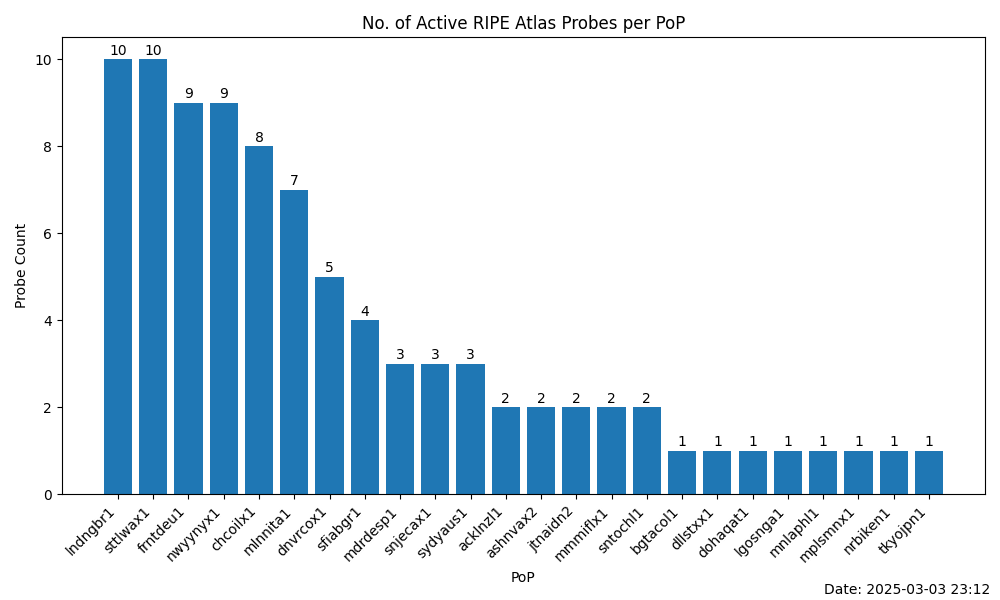 No. of Active RIPE Atlas Probes per PoP
Probe Count
10
8
6
4
2
0
10 10 9 9 8 7 5 4 3 3 3 2 2 2 2 2 1 1 1 1 1 1 1 1
lndngbr1 sttlwax1 frntdeu1 nwyynyx1 chcoilx1 mlnnita1 dnvrcox1 sfiabgr1 mdrdesp1 snjecax1 sydyaus1 acklnzl1 ashnvax2 jtnaidn2 mmmiflx1 sntochl1 bgtacol1 dllstxx1 dohaqat1 lgosnga1 mnlaphl1 mplsmnx1 nrbiken1 tkyojpn1
PoP
Date: 2025-03-03 23:12